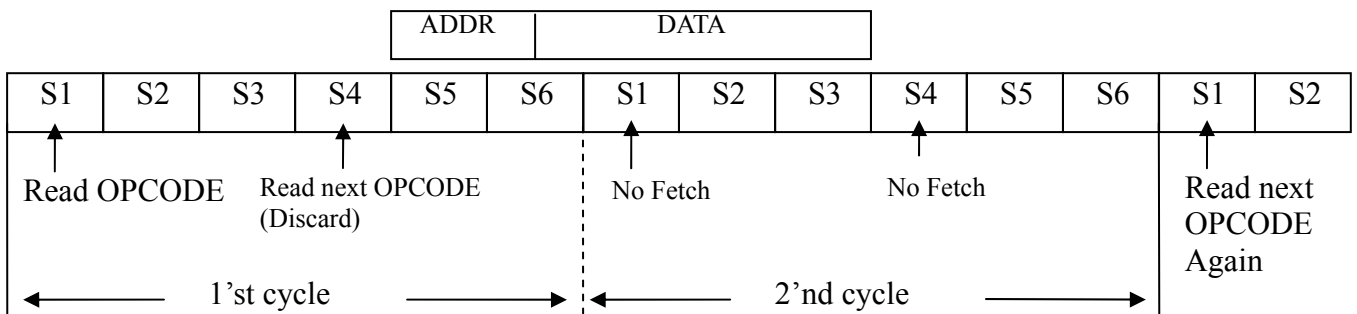 ADDR DATA
S1 S2 S3 S4 S5 S6 S1 S2 S3 S4 S5 S6 S1 S2
Read OPCODE
Read next OPCODE
(Discard)
No Fetch
No Fetch
Read next
OPCODE
Again
1’st cycle
2’nd cycle